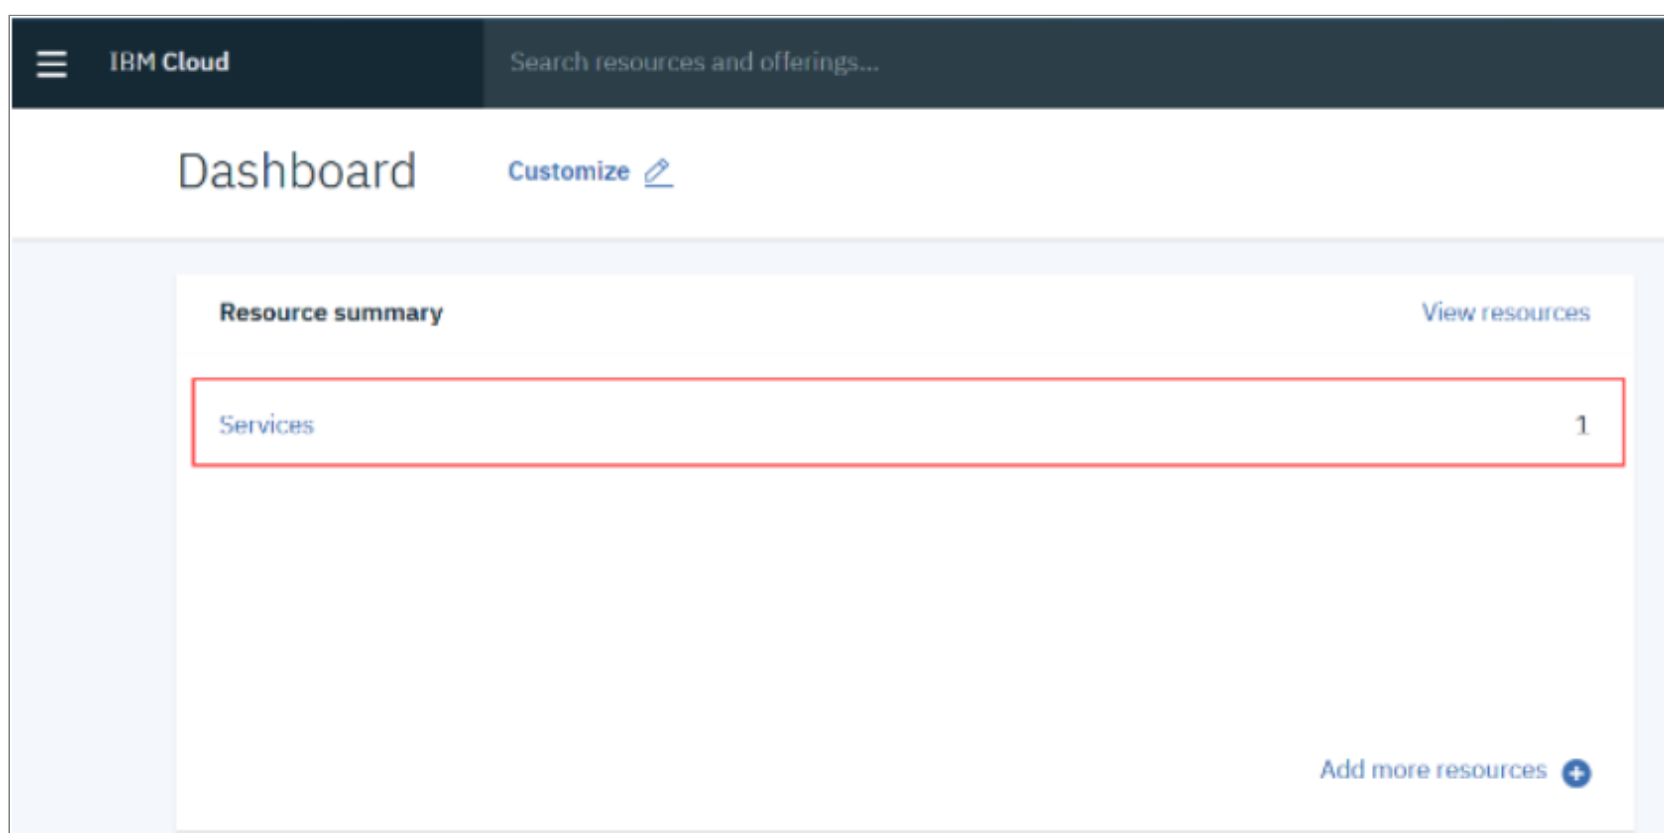 IBM Cloud Search resources and offerings...
Dashboard Customize
Resource summary View resources
Services 1
Add more resources